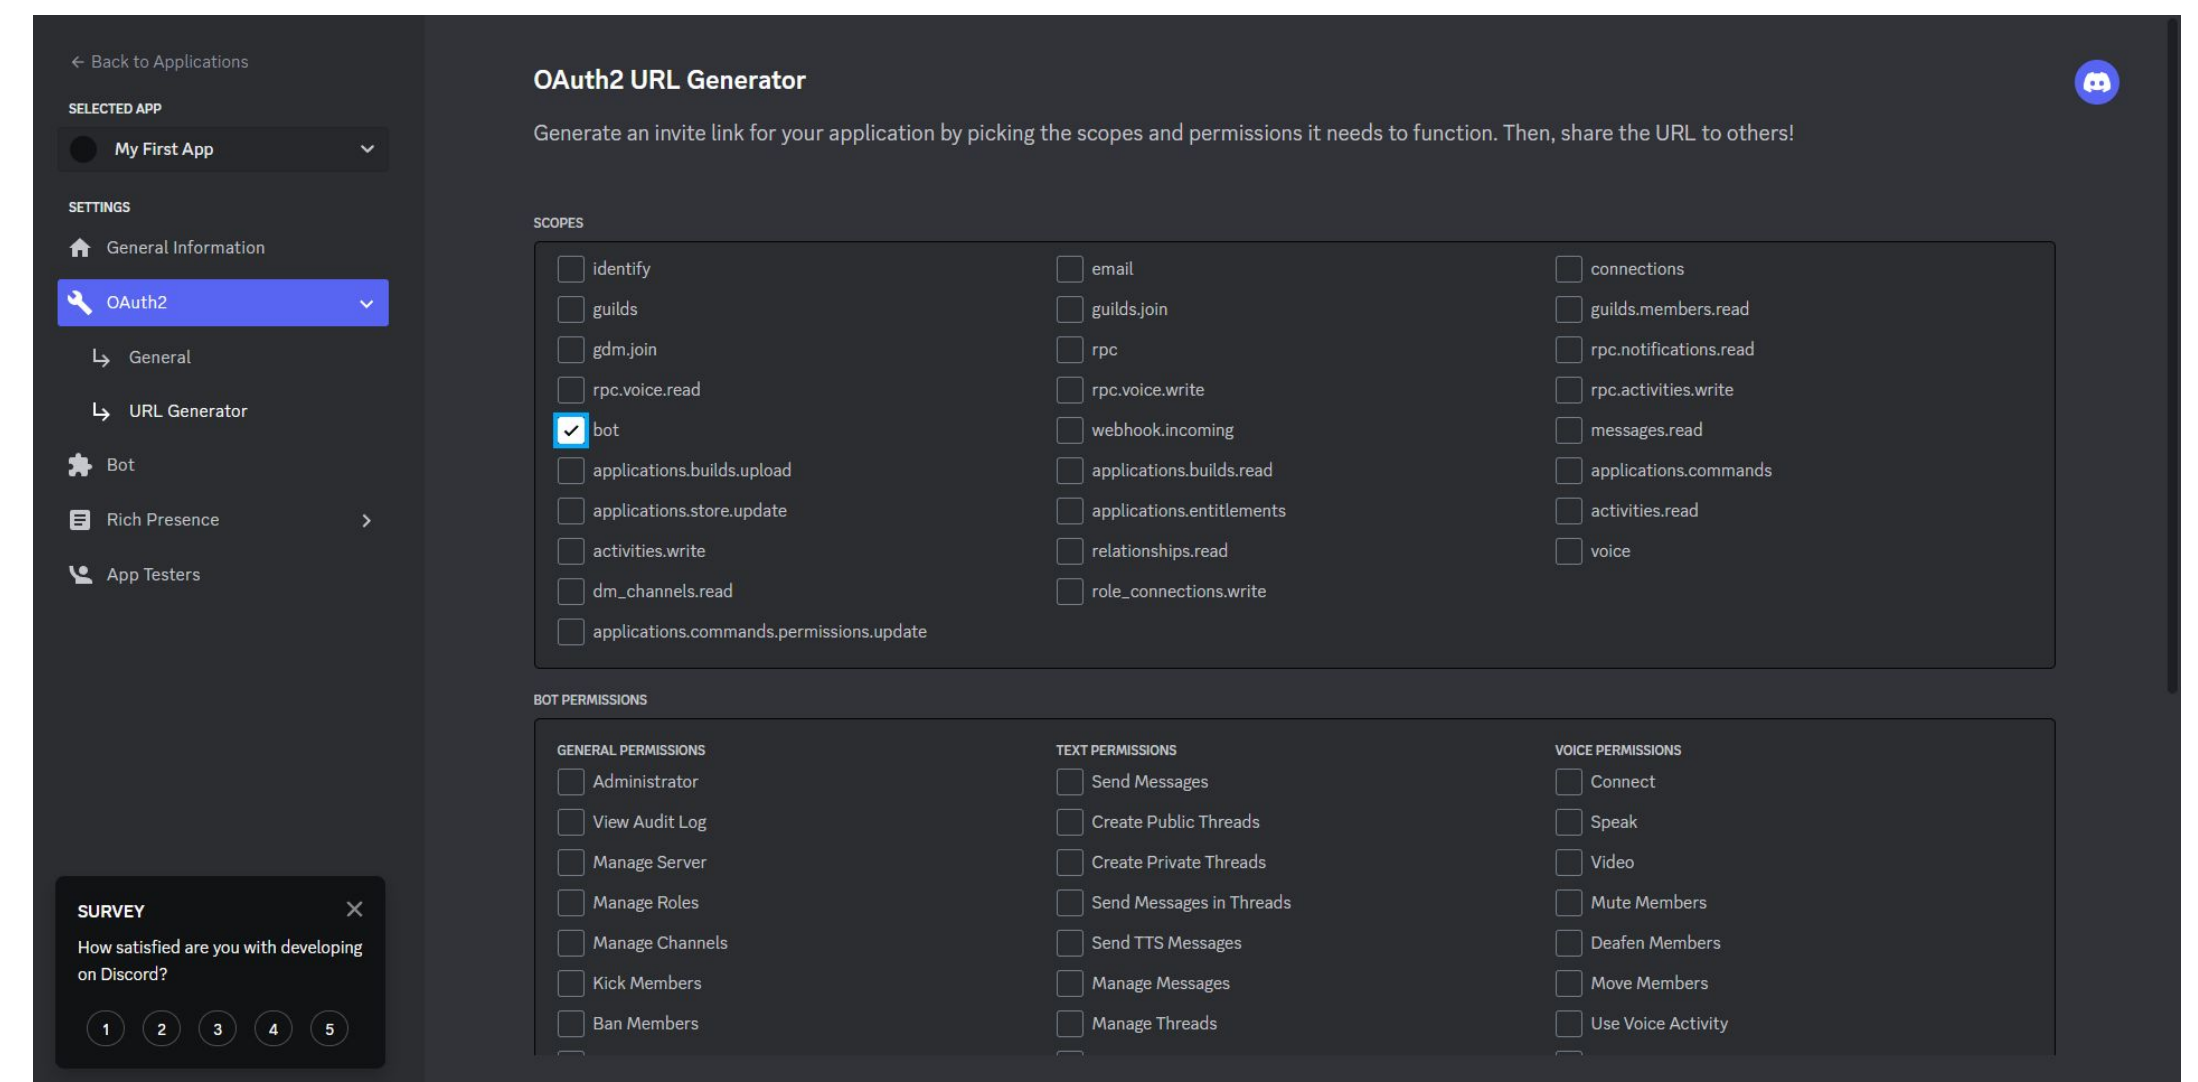 ← Back to Applications
SELECTED APP
My First App
SETTINGS
General Information
OAuth2
General
URL Generator
Bot
Rich Presence
App Testers
SURVEY
How satisfied are you with developing
on Discord?
1 2 3 4 5
OAuth2 URL Generator
Generate an invite link for your application by picking the scopes and permissions it needs to function. Then, share the URL to others!
SCOPES
identify email connections
guilds guilds.join guilds.members.read
gdm.join rpc rpc.notifications.read
rpc.voice.read rpc.voice.write rpc.activities.write
bot webhook.incoming messages.read
applications.builds.upload applications.builds.read applications.commands
applications.store.update applications.entitlements activities.read
activities.write relationships.read voice
dm_channels.read role_connections.write
applications.commands.permissions.update
BOT PERMISSIONS
GENERAL PERMISSIONS TEXT PERMISSIONS VOICE PERMISSIONS
Administrator Send Messages Connect
View Audit Log Create Public Threads Speak
Manage Server Create Private Threads Video
Manage Roles Send Messages in Threads Mute Members
Manage Channels Send TTS Messages Deafen Members
Kick Members Manage Messages Move Members
Ban Members Manage Threads Use Voice Activity